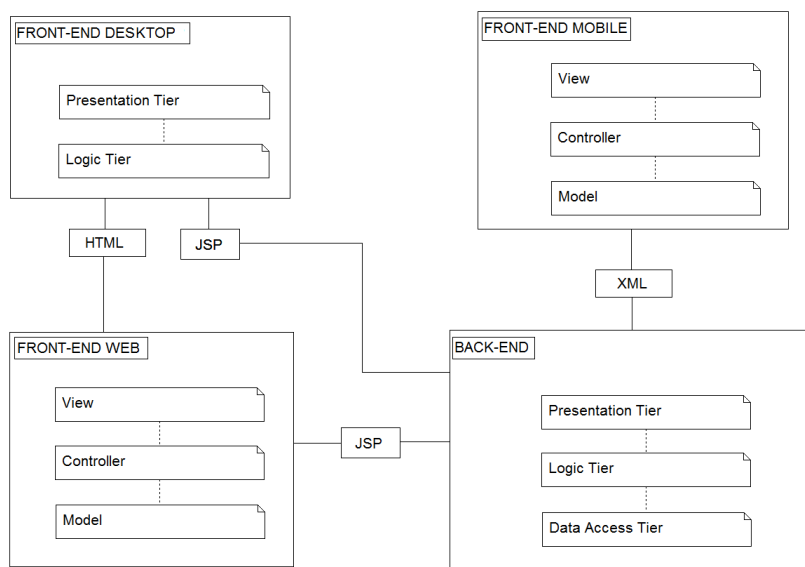 FRONT-END DESKTOP
Presentation Tier
Logic Tier
FRONT-END MOBILE
View
Controller
Model
HTML
JSP
XML
FRONT-END WEB
View
Controller
Model
JSP
BACK-END
Presentation Tier
Logic Tier
Data Access Tier